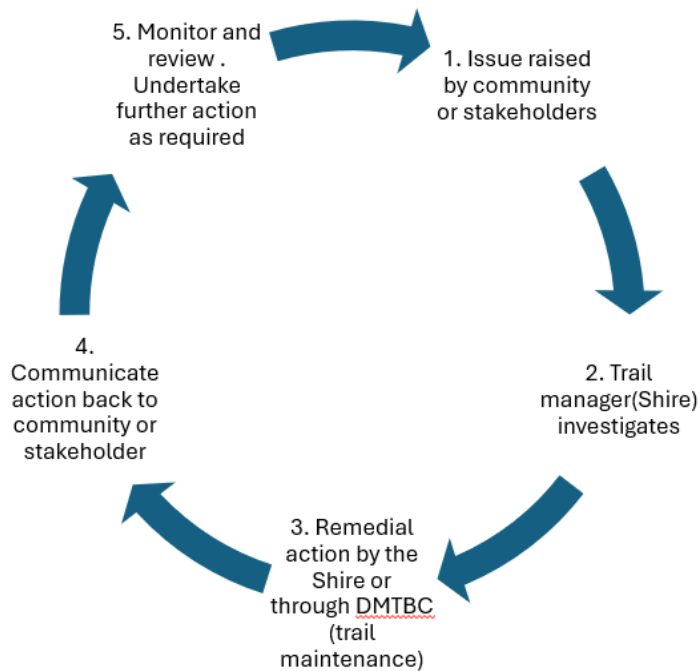 1. Issue raised
by community
or stakeholders
2. Trail
manager(Shire)
investigates
3. Remedial
action by the
Shire or
through DMTBC
(trail
maintenance)
4.
Communicate
action back to
community or
stakeholder
5. Monitor and
review .
Undertake
further action
as required